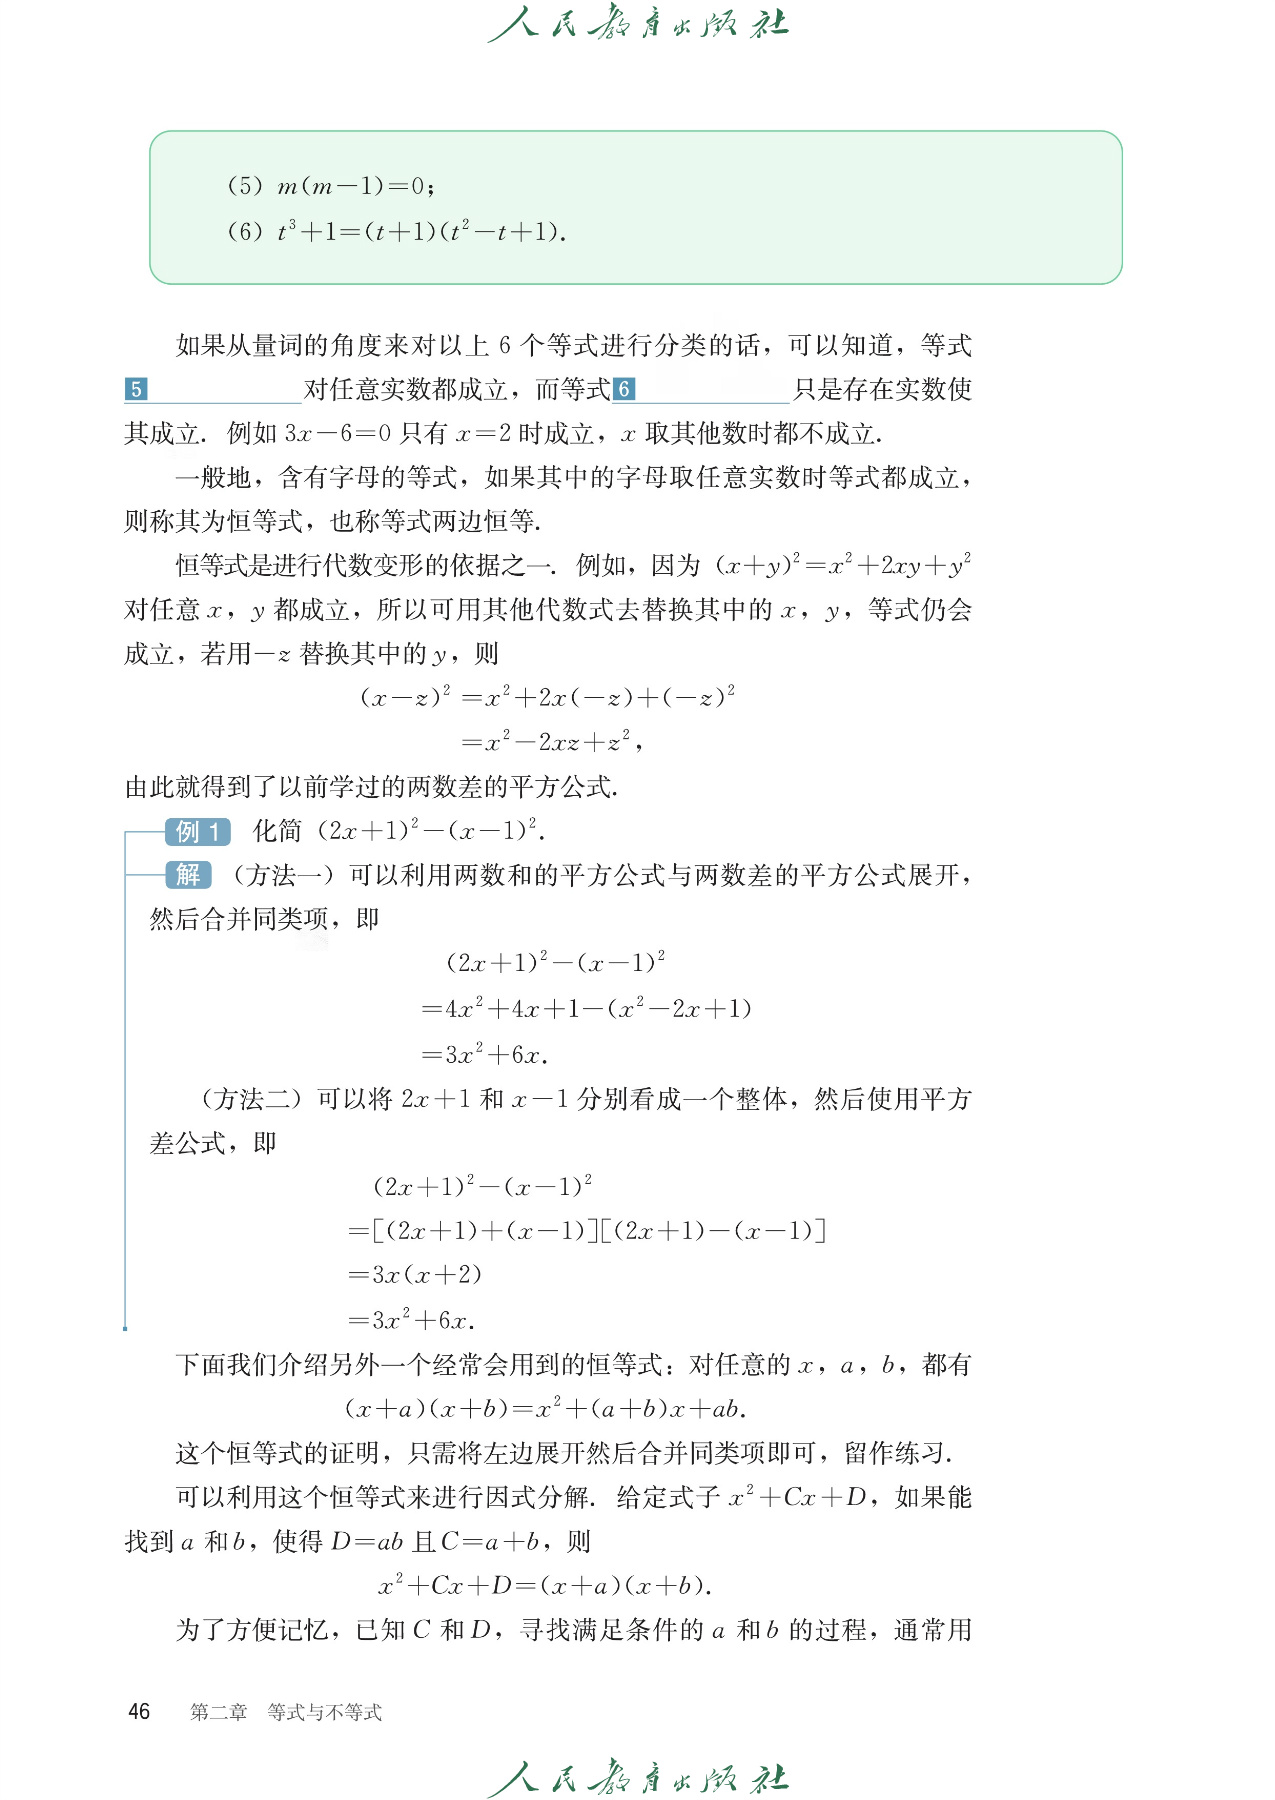 人民教育出版社
（5）m(m−1)=0；
（6）t³+1=(t+1)(t²−t+1).
如果从量词的角度来对以上 6 个等式进行分类的话，可以知道，等式
5 ________ 对任意实数都成立，而等式 6 ________ 只是存在实数使
其成立. 例如 3x−6=0 只有 x=2 时成立，x 取其他数时都不成立.
一般地，含有字母的等式，如果其中的字母取任意实数时等式都成立，
则称其为恒等式，也称等式两边恒等.
恒等式是进行代数变形的依据之一. 例如，因为（x+y)²=x²+2xy+y²
对任意 x，y 都成立，所以可用其他代数式去替换其中的 x，y，等式仍会
成立，若用−z 替换其中的 y，则
(x−z)²=x²+2x(−z)+(−z)²
=x²−2xz+z²，
由此就得到了以前学过的两数差的平方公式.
例 1 化简（2x+1)²−(x−1)².
解 （方法一）可以利用两数和的平方公式与两数差的平方公式展开，
然后合并同类项，即
(2x+1)²−(x−1)²
=4x²+4x+1−(x²−2x+1)
=3x²+6x.
（方法二）可以将 2x+1 和 x−1 分别看成一个整体，然后使用平方
差公式，即
(2x+1)²−(x−1)²
=[(2x+1)+(x−1)][(2x+1)−(x−1)]
=3x(x+2)
=3x²+6x.
下面我们介绍另外一个经常会用到的恒等式：对任意的 x，a，b，都有
(x+a)(x+b)=x²+(a+b)x+ab.
这个恒等式的证明，只需将左边展开然后合并同类项即可，留作练习.
可以利用这个恒等式来进行因式分解. 给定式子 x²+Cx+D，如果能
找到 a 和 b，使得 D=ab 且 C=a+b，则
x²+Cx+D=(x+a)(x+b).
为了方便记忆，已知 C 和 D，寻找满足条件的 a 和 b 的过程，通常用
46 第二章 等式与不等式
人民教育出版社